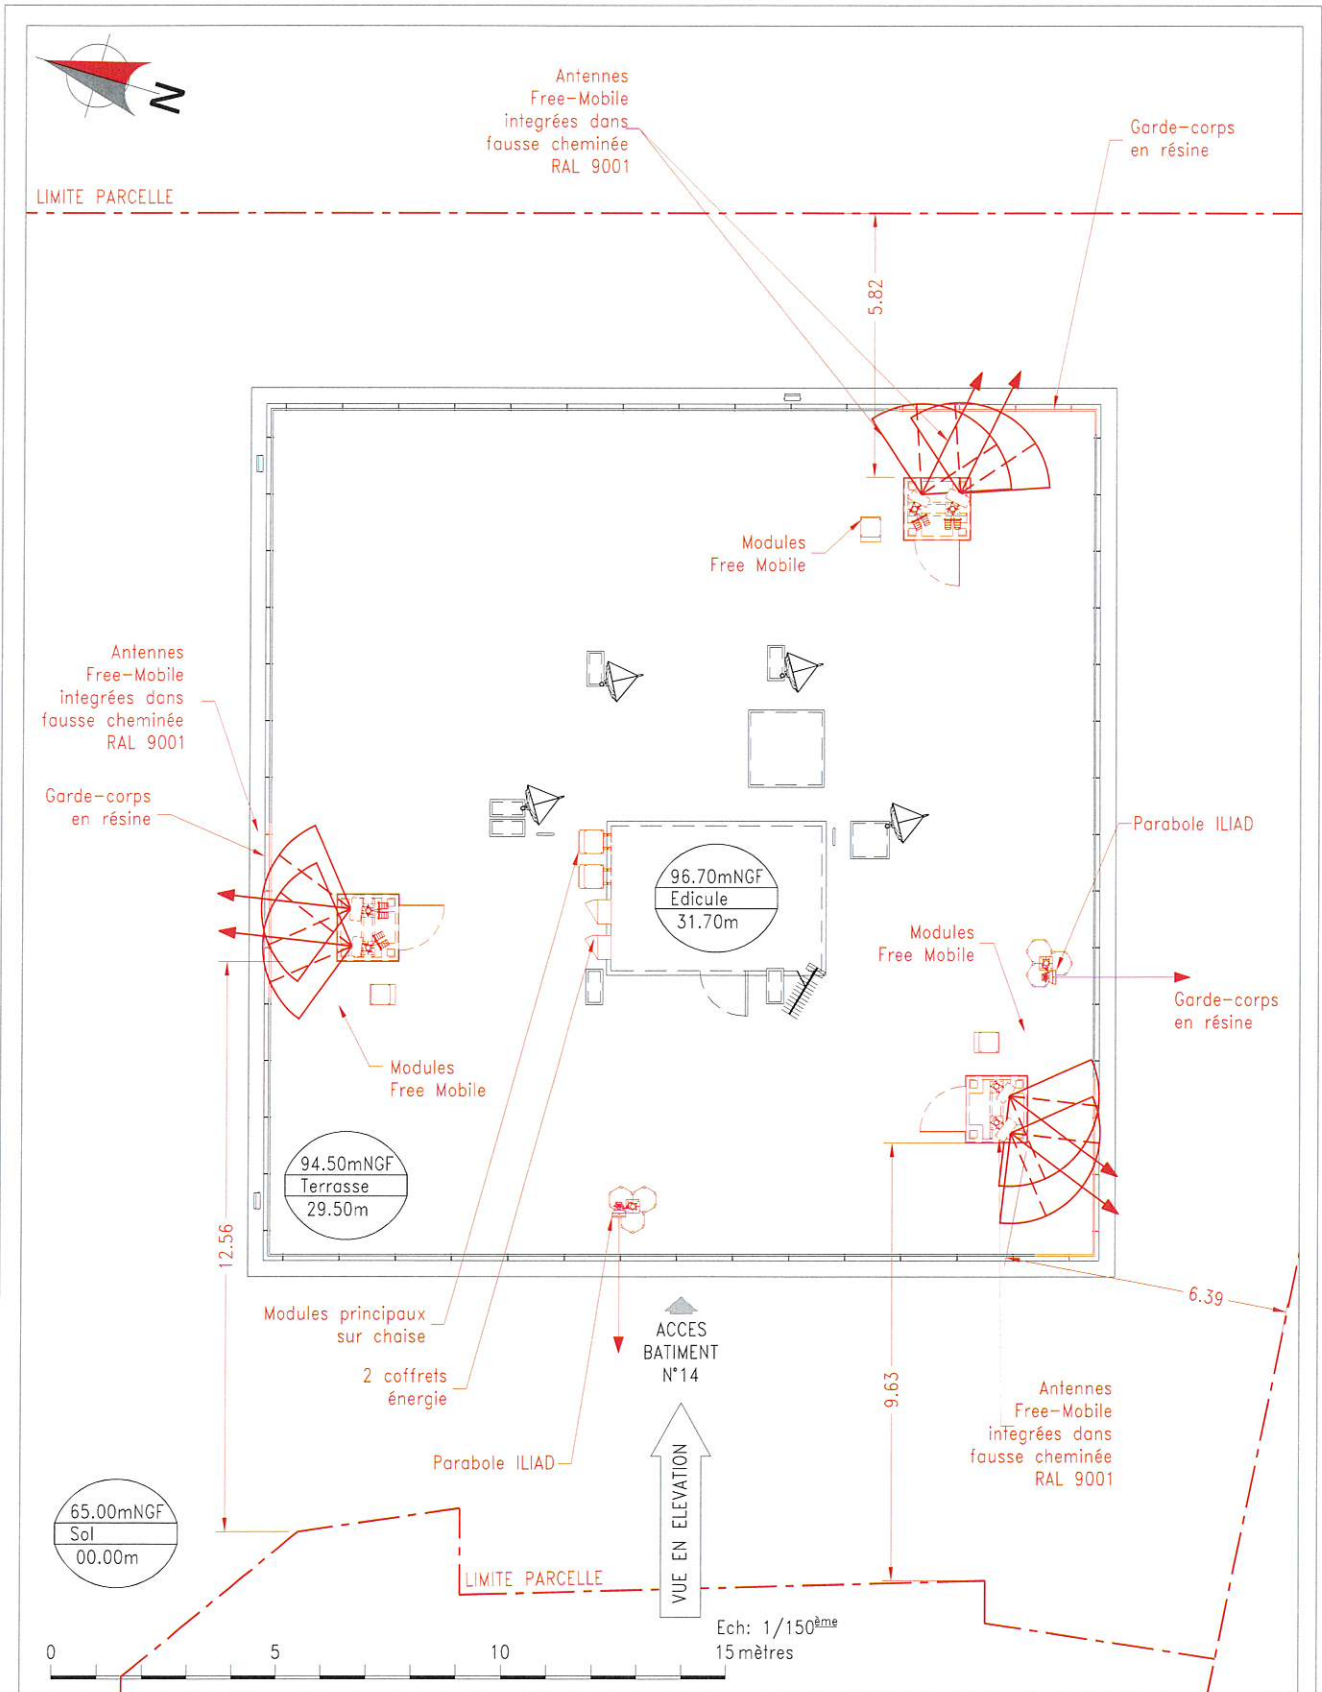 N
Antennes
Free-Mobile
integrées dans
fausse cheminée
RAL 9001
Garde-corps
en résine
LIMITE PARCELLE
5.82
Modules
Free Mobile
Antennes
Free-Mobile
integrées dans
fausse cheminée
RAL 9001
Garde-corps
en résine
96.70mNGF
Edicule
31.70m
Parabole ILIAD
Modules
Free Mobile
Garde-corps
en résine
Modules
Free Mobile
94.50mNGF
Terrasse
29.50m
12.56
6.39
Modules principaux
sur chaise
2 coffrets
énergie
ACCES
BATIMENT
N°14
9.63
Antennes
Free-Mobile
integrées dans
fausse cheminée
RAL 9001
Parabole ILIAD
VUE EN ELEVATION
65.00mNGF
Sol
00.00m
LIMITE PARCELLE
Ech: 1/150ème
0 5 10 15 mètres